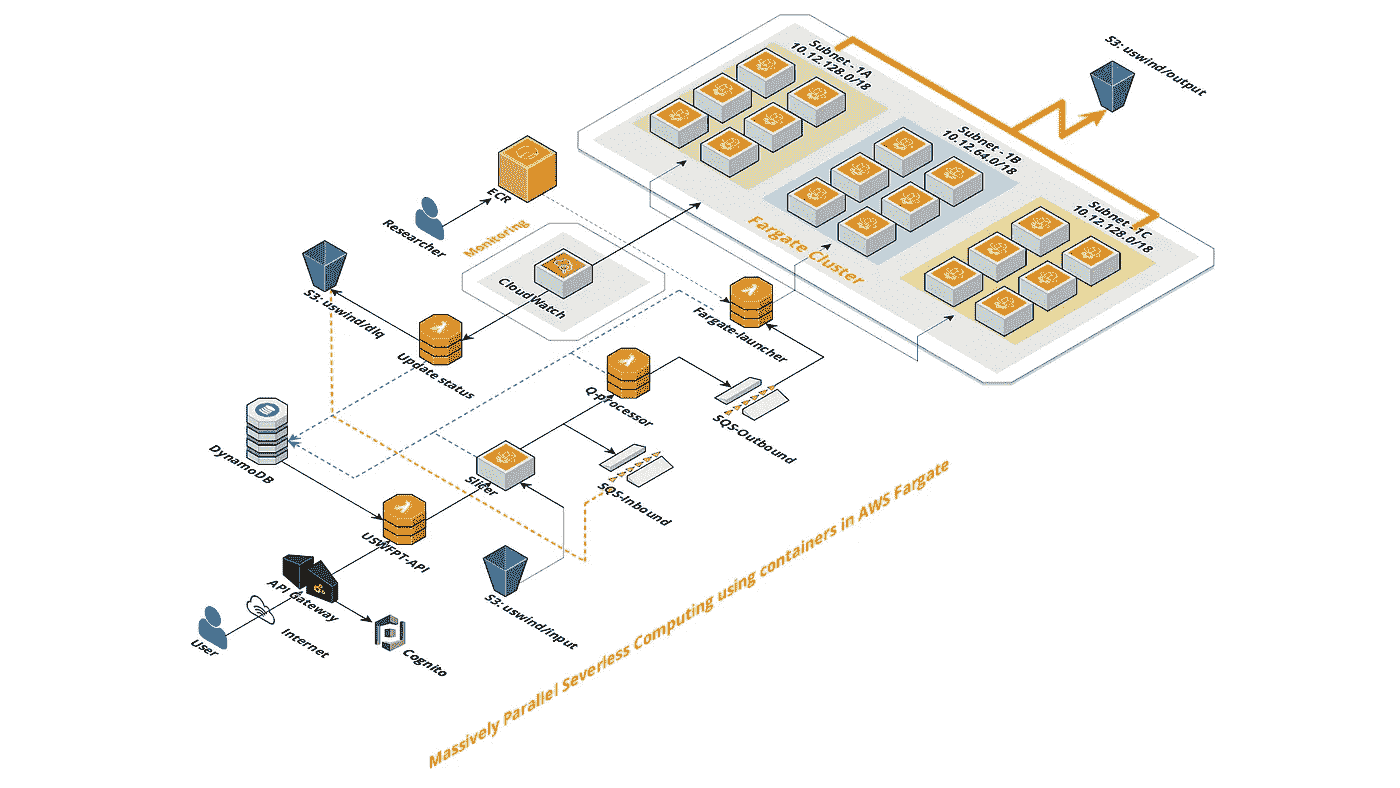 S3: uswind/output
Subnet - 1A
10.12.128.0/18
Subnet - 1B
10.12.64.0/18
Subnet - 1C
10.12.128.0/18
Fargate Cluster
ECR
Researcher
Monitoring
CloudWatch
S3: uswind/dlq
Update status
Fargate-launcher
Q-processor
SQS-Outbound
DynamoDB
Slicer
SQS-Inbound
USWFPT-API
API Gateway
S3: uswind/input
User
Internet
Cognito
Massively Parallel Severless Computing using containers in AWS Fargate